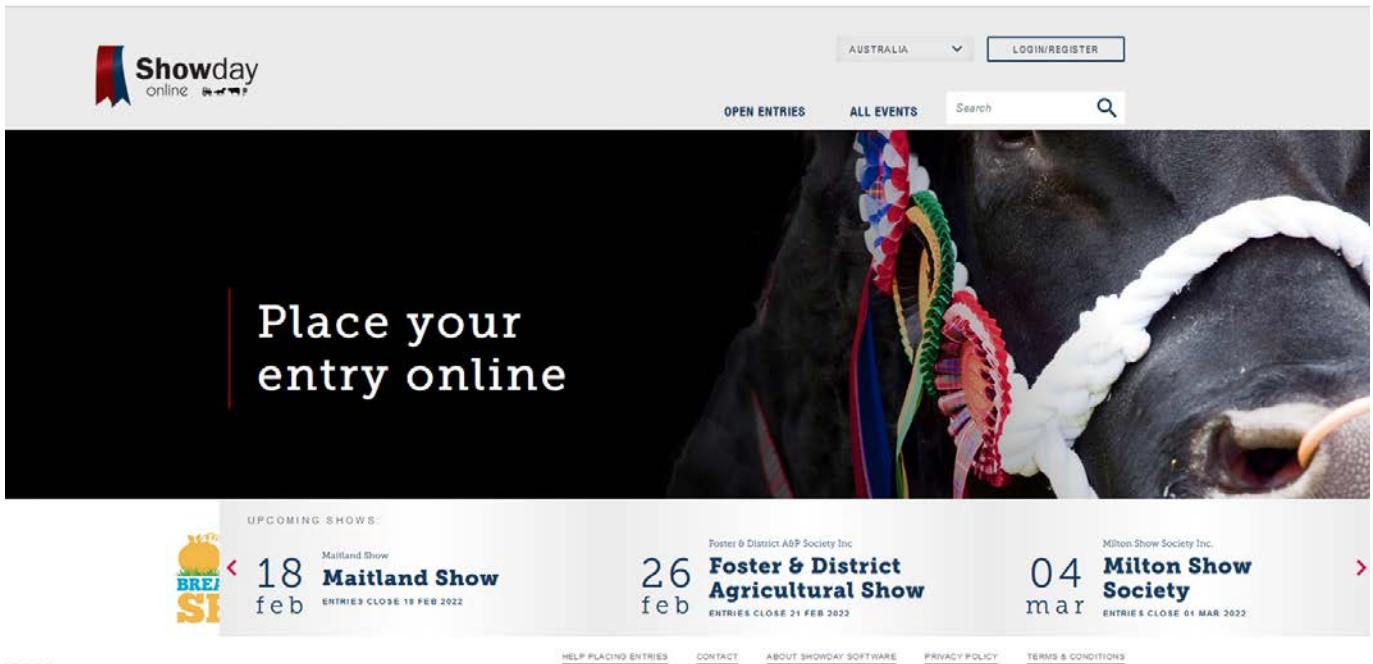 AUSTRALIA
LOGIN/REGISTER
Showday
online
OPEN ENTRIES
ALL EVENTS
Search
Place your
entry online
UPCOMING SHOWS:
BREA
18
feb
Maitland Show
Maitland Show
ENTRIES CLOSE 18 FEB 2022
26
feb
Foster & District A&P Society Inc
Foster & District
Agricultural Show
ENTRIES CLOSE 21 FEB 2022
04
mar
Milton Show Society Inc.
Milton Show
Society
ENTRIES CLOSE 01 MAR 2022
HELP PLACING ENTRIES
CONTACT
ABOUT SHOWDAY SOFTWARE
PRIVACY POLICY
TERMS & CONDITIONS